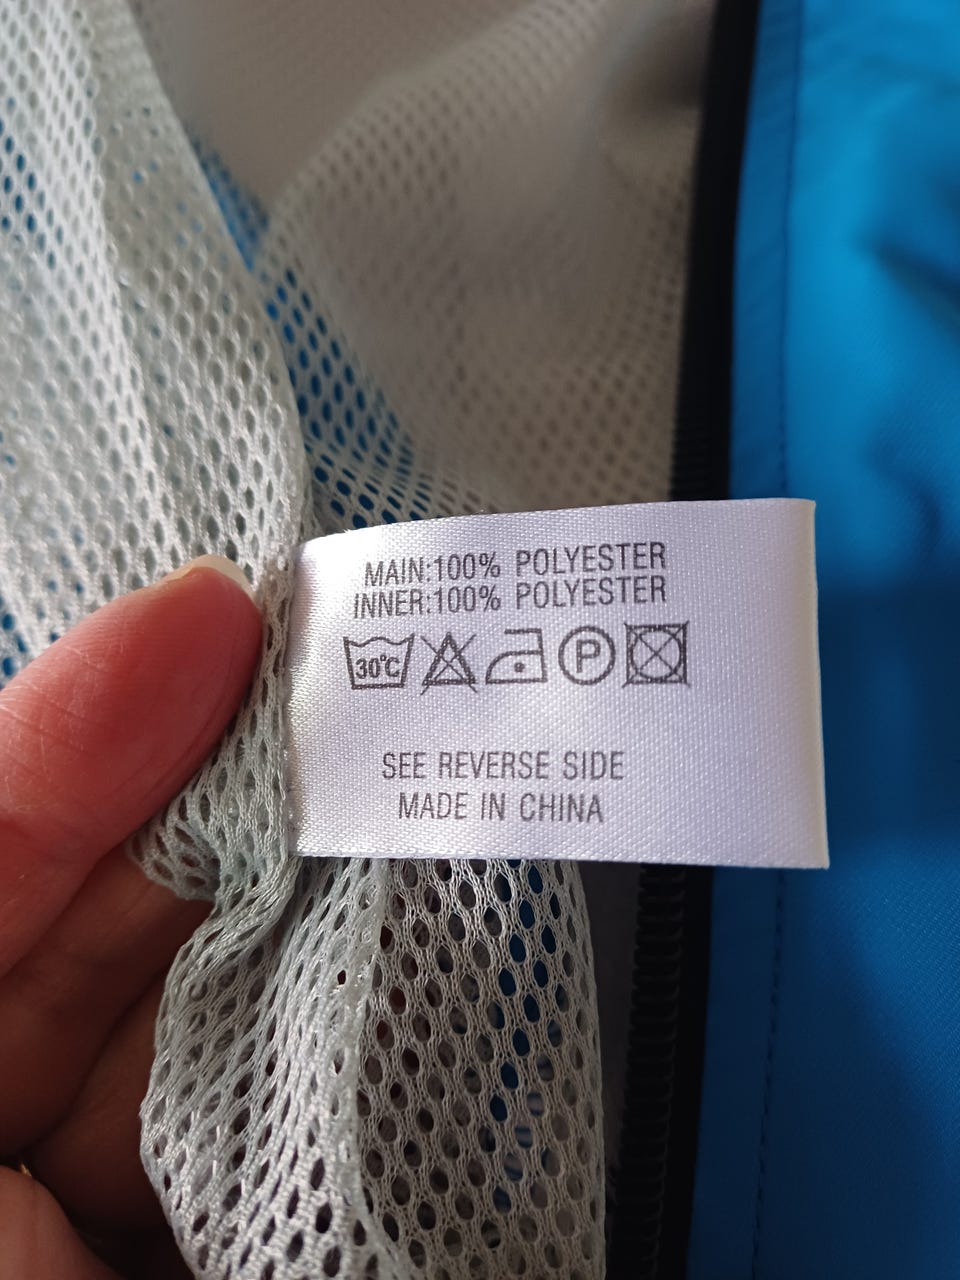 MAIN:100% POLYESTER
INNER:100% POLYESTER
30°C P
SEE REVERSE SIDE
MADE IN CHINA